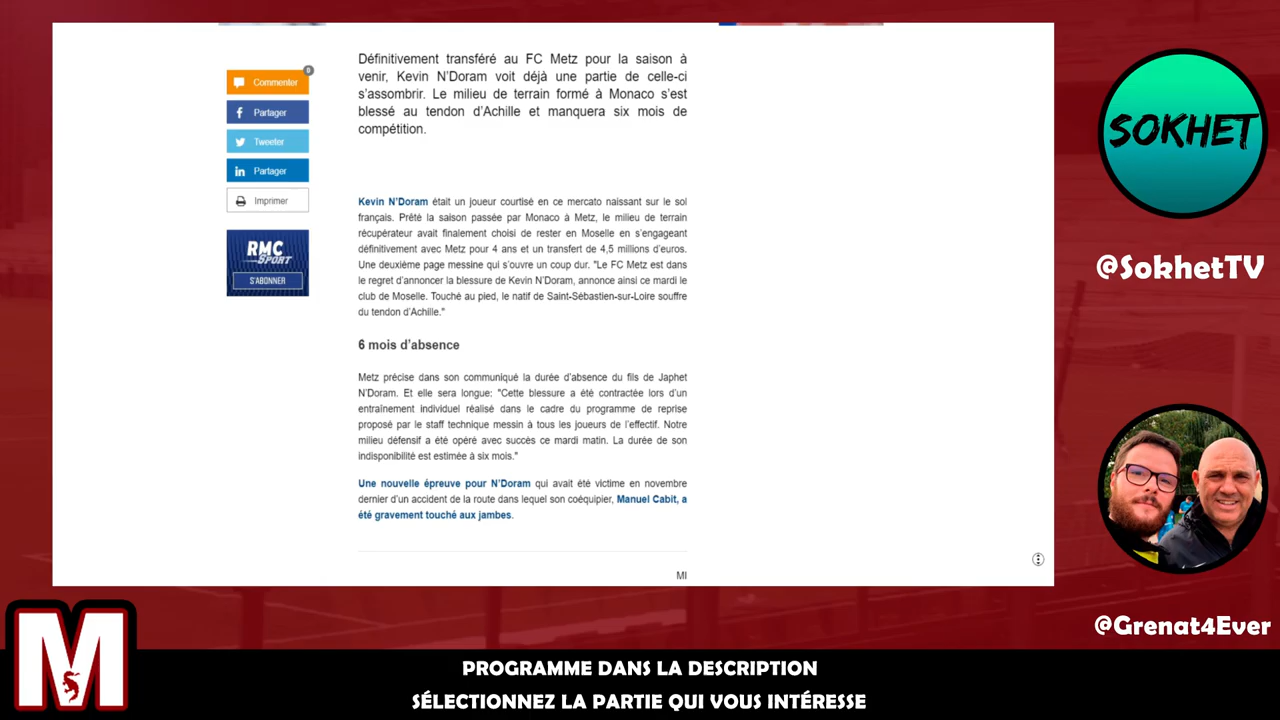 Définitivement transféré au FC Metz pour la saison à
venir, Kevin N'Doram voit déjà une partie de celle-ci
s'assombrir. Le milieu de terrain formé à Monaco s'est
blessé au tendon d'Achille et manquera six mois de
compétition.
0
Commenter
Partager
Tweeter
Partager
Imprimer
RMC
SPORT
S'ABONNER
Kevin N'Doram était un joueur courtisé en ce mercato naissant sur le sol
français. Prêté la saison passée par Monaco à Metz, le milieu de terrain
récupérateur avait finalement choisi de rester en Moselle en s'engageant
définitivement avec Metz pour 4 ans et un transfert de 4,5 millions d'euros.
Une deuxième page messine qui s'ouvre un coup dur. "Le FC Metz est dans
le regret d'annoncer la blessure de Kevin N'Doram, annonce ainsi ce mardi le
club de Moselle. Touché au pied, le natif de Saint-Sébastien-sur-Loire souffre
du tendon d'Achille."
6 mois d'absence
Metz précise dans son communiqué la durée d'absence du fils de Japhet
N'Doram. Et elle sera longue: "Cette blessure a été contractée lors d'un
entraînement individuel réalisé dans le cadre du programme de reprise
proposé par le staff technique messin à tous les joueurs de l'effectif. Notre
milieu défensif a été opéré avec succès ce mardi matin. La durée de son
indisponibilité est estimée à six mois."
Une nouvelle épreuve pour N'Doram qui avait été victime en novembre
dernier d'un accident de la route dans lequel son coéquipier, Manuel Cabit, a
été gravement touché aux jambes.
MI
SOKHET
@SokhetTV
@Grenat4Ever
M
PROGRAMME DANS LA DESCRIPTION
SÉLECTIONNEZ LA PARTIE QUI VOUS INTÉRESSE